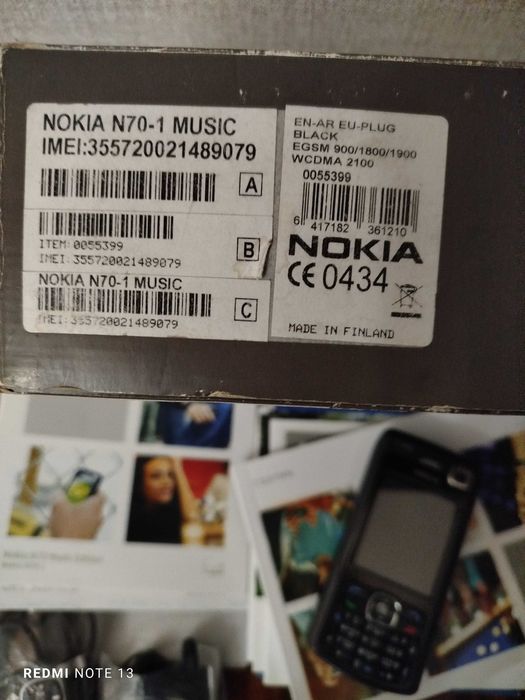 NOKIA N70-1 MUSIC
IMEI:355720021489079
A
ITEM: 0055399
IMEI: 355720021489079
B
NOKIA N70-1 MUSIC
IMEI: 355720021489079
C
EN-AR EU-PLUG
BLACK
EGSM 900/1800/1900
WCDMA 2100
0055399
6 417182 361210
NOKIA
CE 0434
MADE IN FINLAND
REDMI NOTE 13